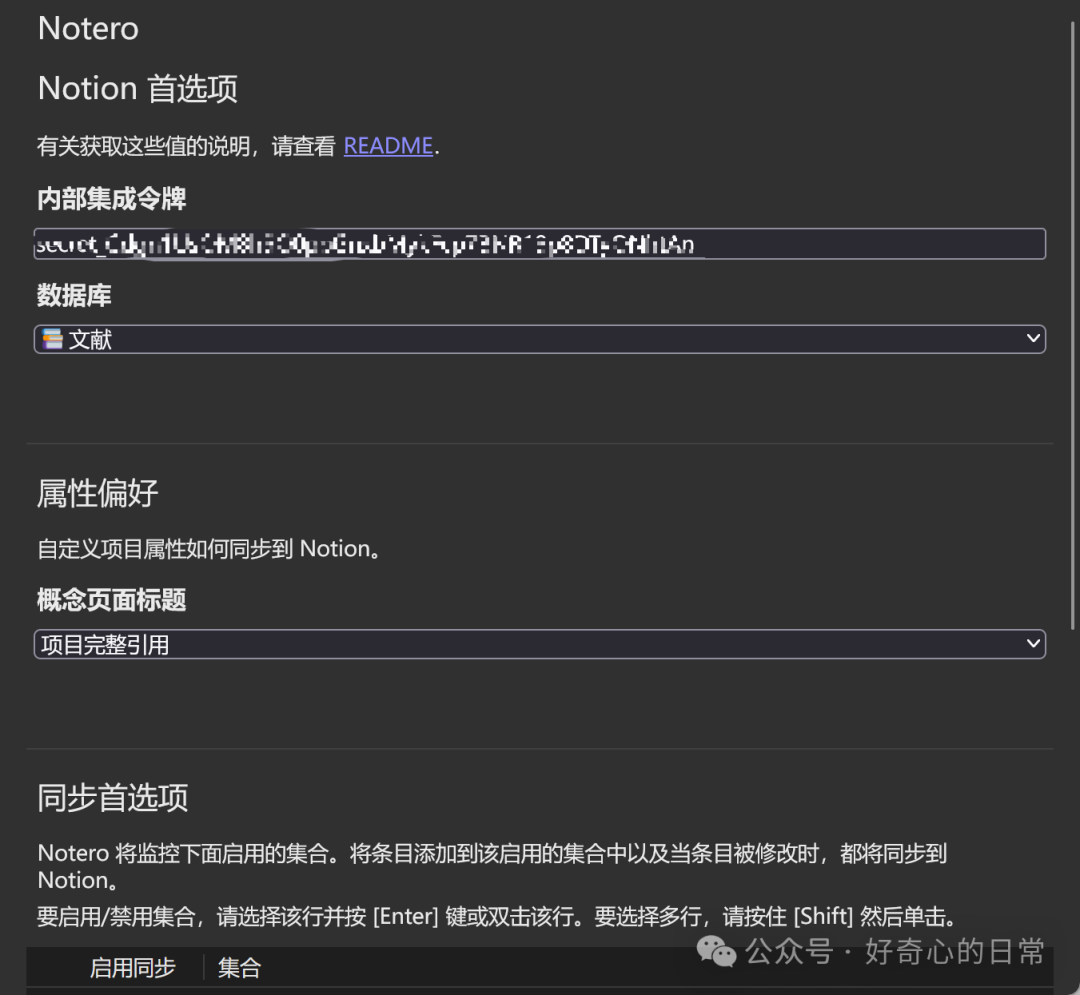 Notero
Notion 首选项
有关获取这些值的说明，请查看 README.
内部集成令牌
数据库
文献
属性偏好
自定义项目属性如何同步到 Notion。
概念页面标题
项目完整引用
同步首选项
Notero 将监控下面启用的集合。将条目添加到该启用的集合中以及当条目被修改时，都将同步到
Notion。
要启用/禁用集合，请选择该行并按 [Enter] 键或双击该行。要选择多行，请按住 [Shift] 然后单击。
启用同步 集合
公众号 · 好奇心的日常